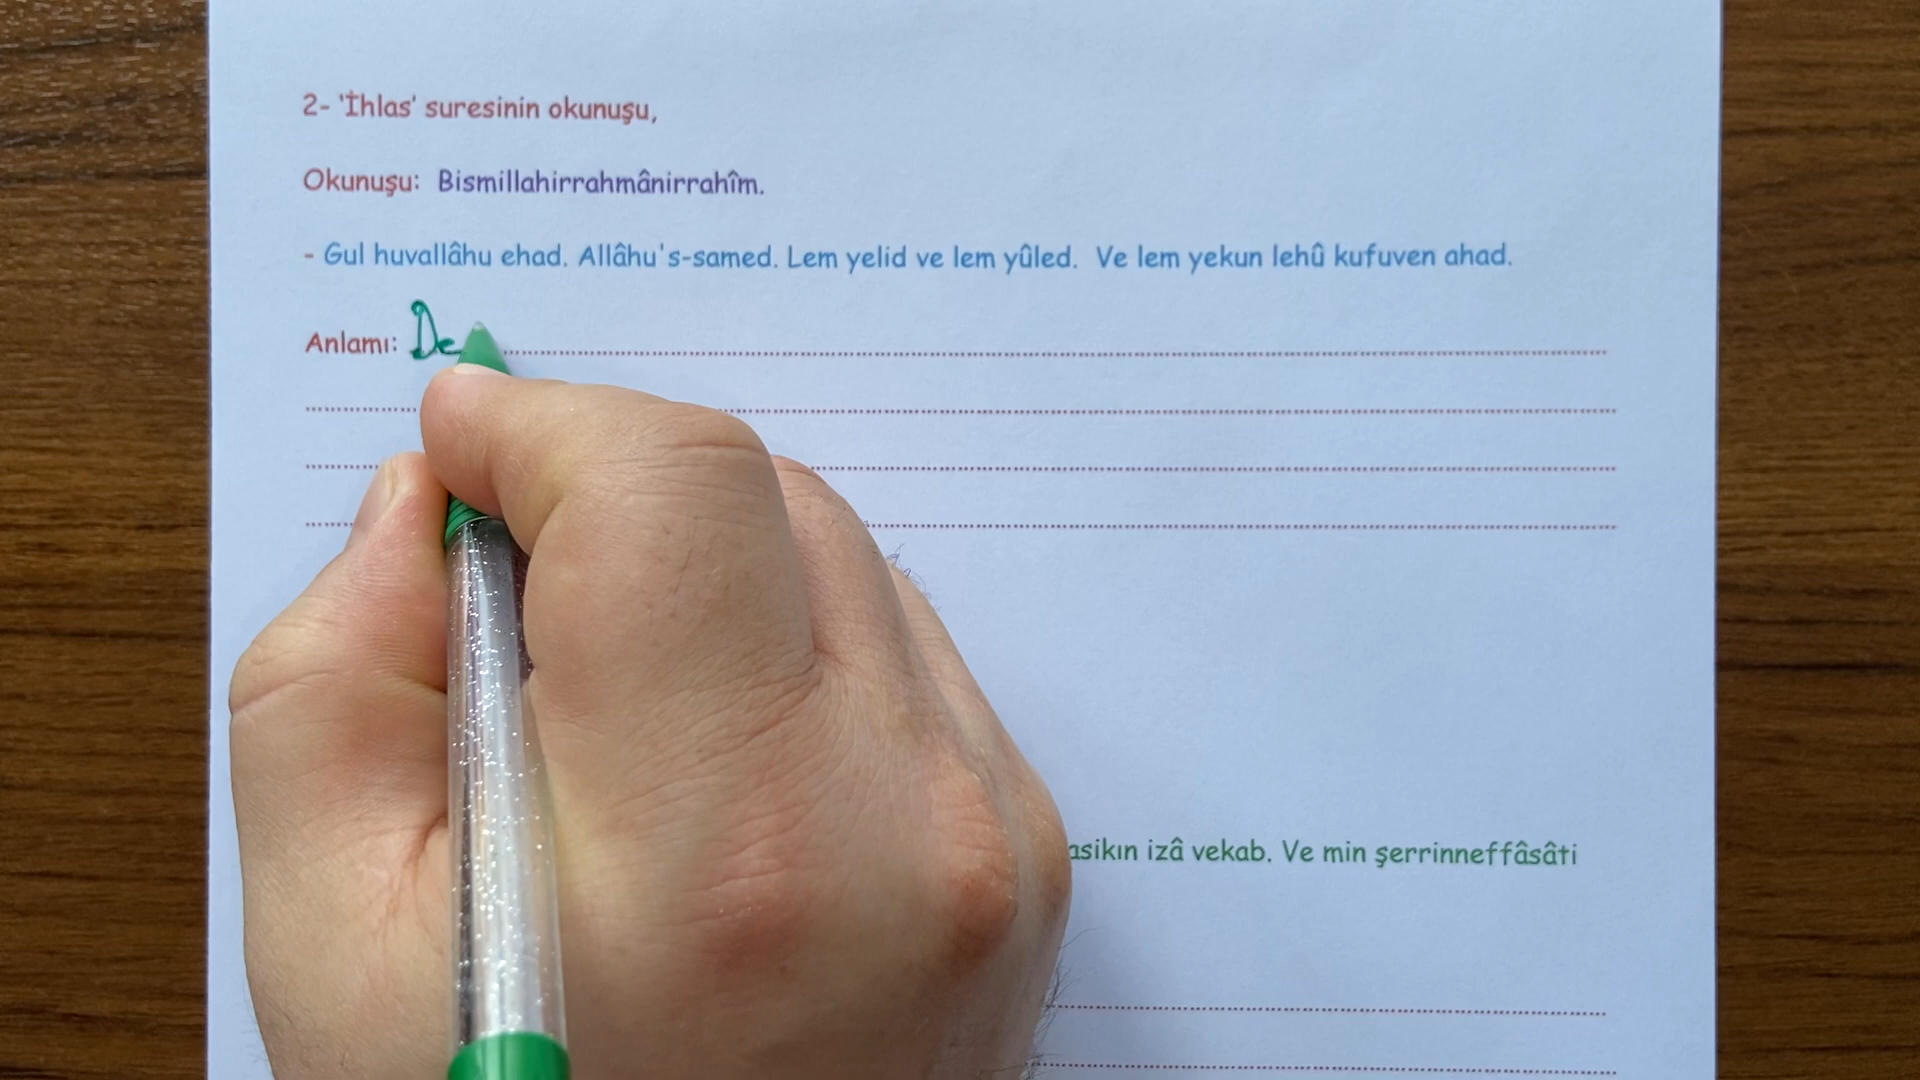 2- 'İhlas' suresinin okunuşu,
Okunuşu: Bismillahirrahmânirrahîm.
- Gul huvallâhu ehad. Allâhu's-samed. Lem yelid ve lem yûled. Ve lem yekun lehû kufuven ahad.
Anlamı: De
asikın izâ vekab. Ve min şerrinneffâsâti